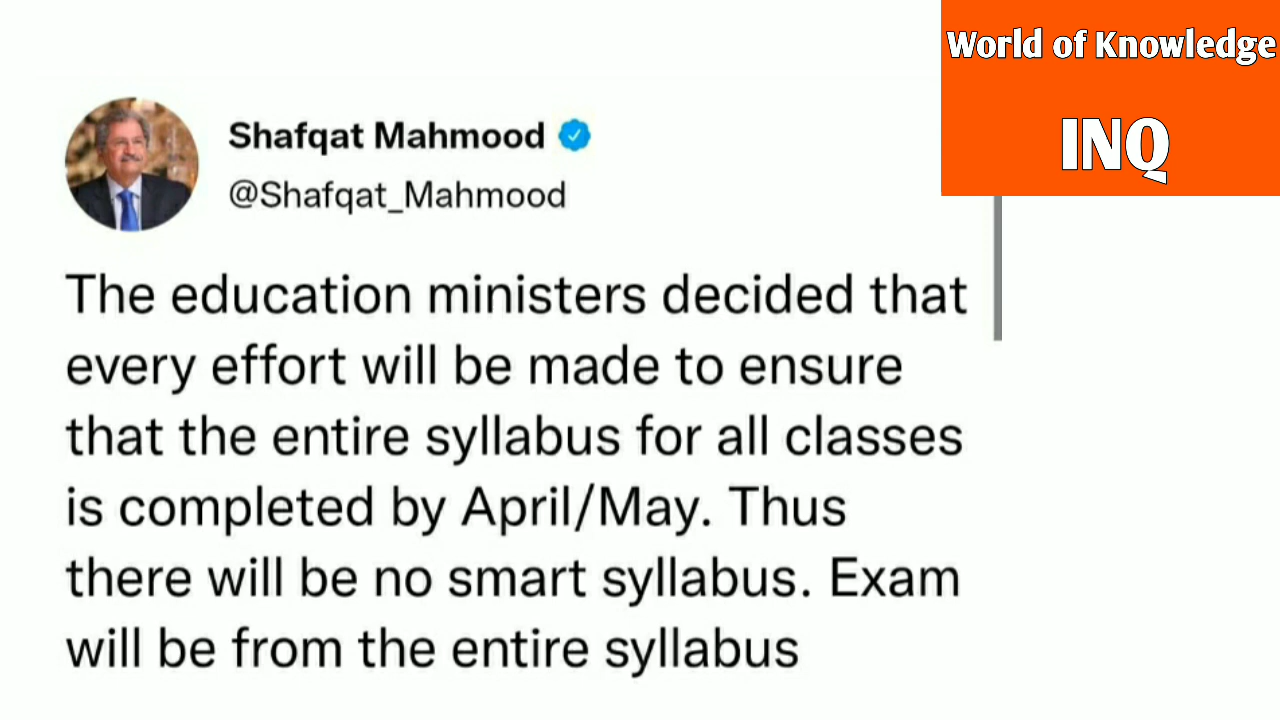 World of Knowledge
INQ
Shafqat Mahmood
@Shafqat_Mahmood
The education ministers decided that
every effort will be made to ensure
that the entire syllabus for all classes
is completed by April/May. Thus
there will be no smart syllabus. Exam
will be from the entire syllabus